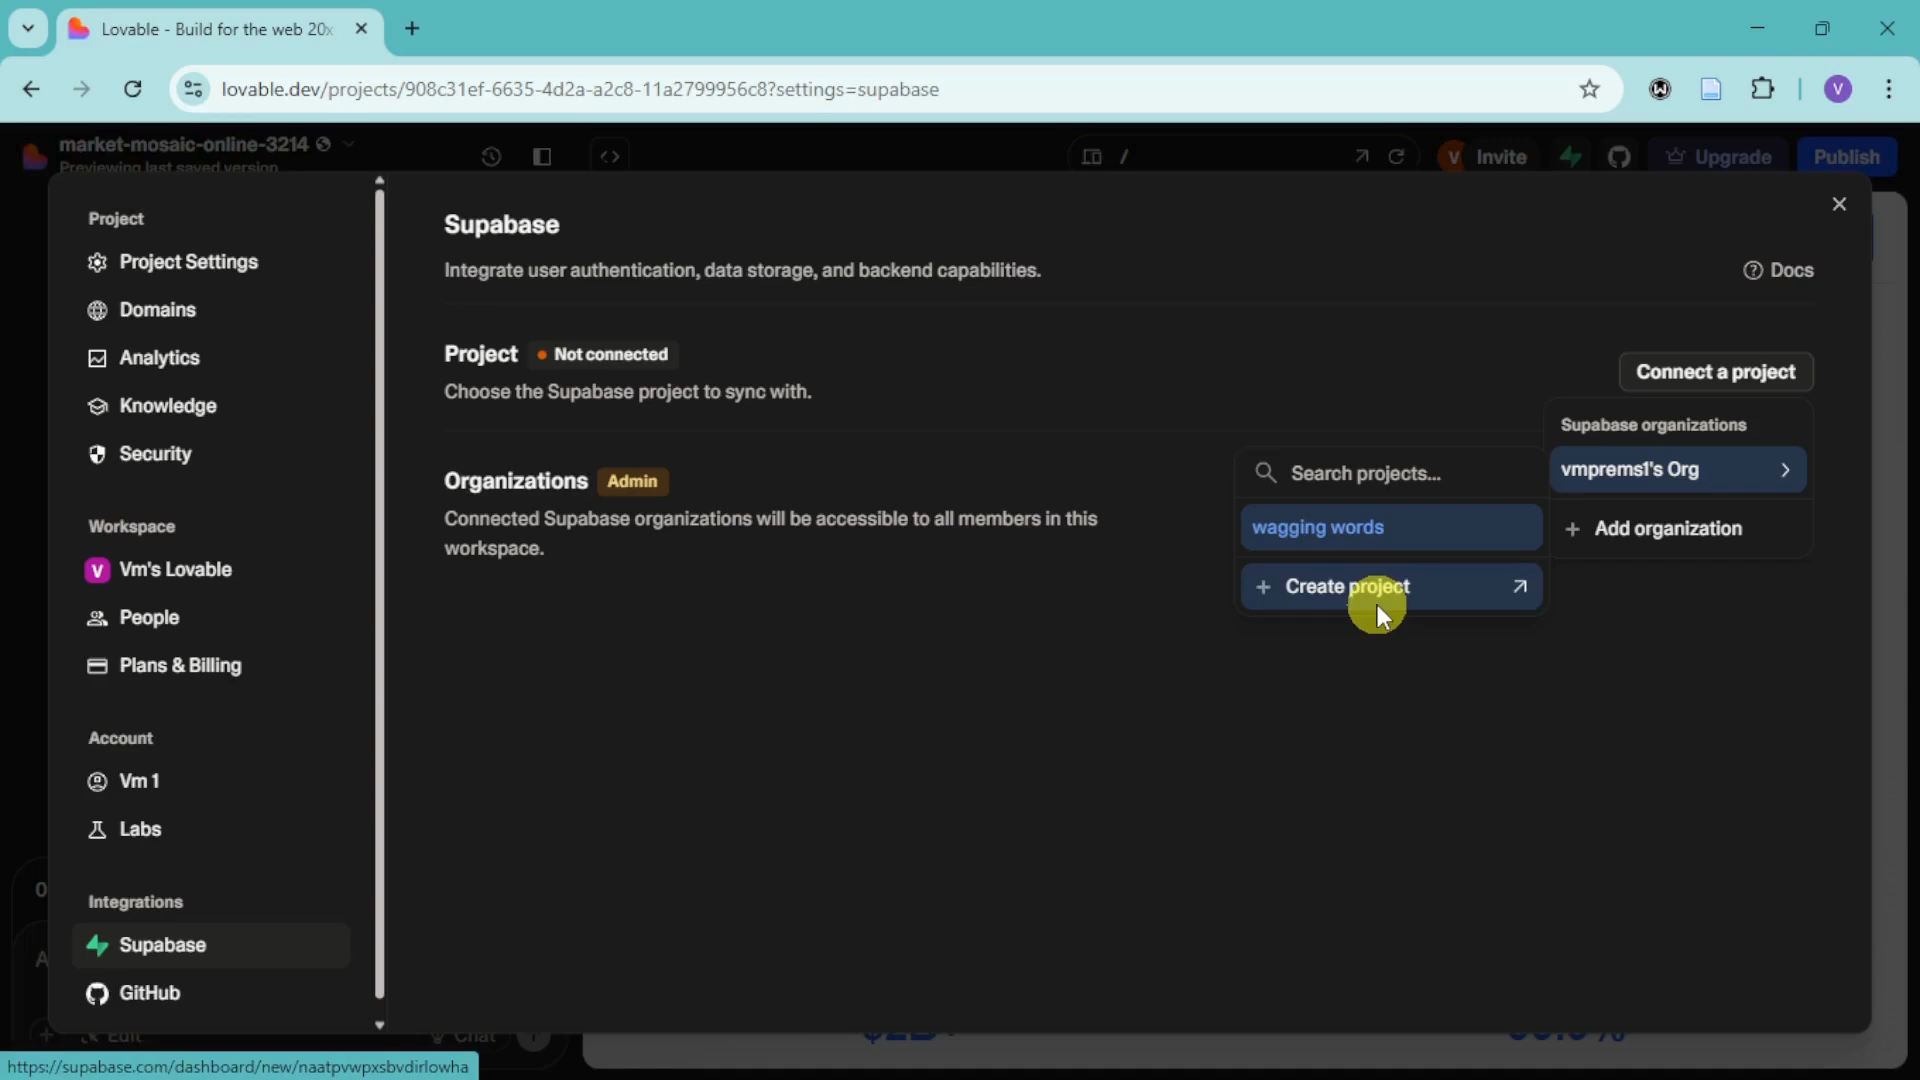 Lovable - Build for the web 20x
lovable.dev/projects/908c31ef-6635-4d2a-a2c8-11a2799956c8?settings=supabase
V
market-mosaic-online-3214
Previewing last saved version
/
V
Invite
Upgrade
Publish
Project
Project Settings
Domains
Analytics
Knowledge
Security
Workspace
V Vm's Lovable
People
Plans & Billing
Account
Vm 1
Labs
Integrations
Supabase
GitHub
Supabase
Integrate user authentication, data storage, and backend capabilities.
Docs
Project
Not connected
Choose the Supabase project to sync with.
Connect a project
Supabase organizations
vmprems1's Org
Add organization
Organizations
Admin
Connected Supabase organizations will be accessible to all members in this
workspace.
Search projects...
wagging words
Create project
Edit
Chat
https://supabase.com/dashboard/new/naatpvwpxsbvdirlowha